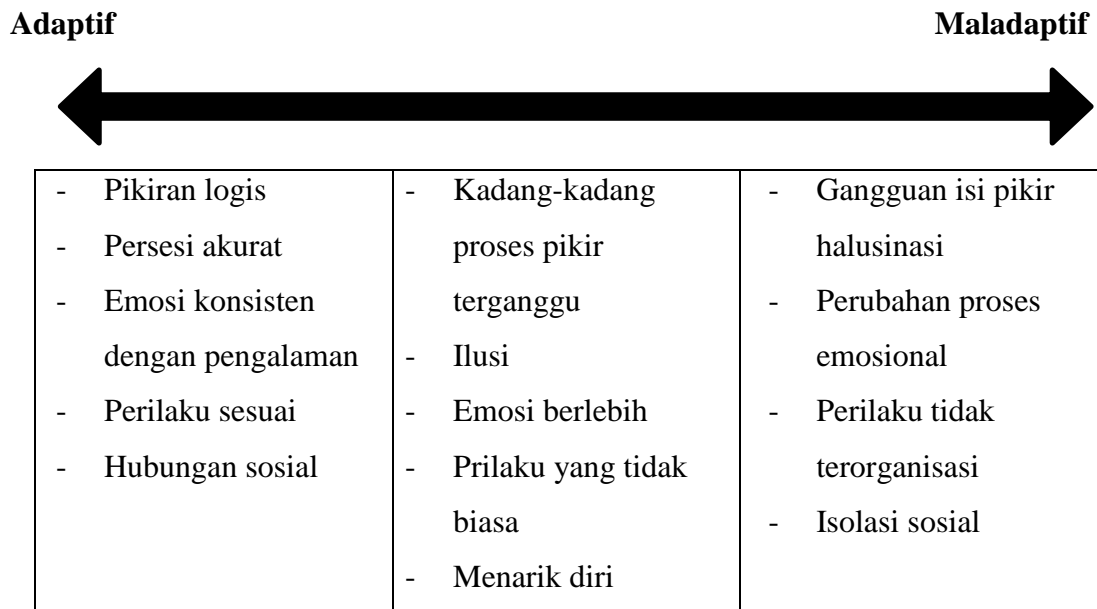 Adaptif
Maladaptif
- Pikiran logis
- Persesi akurat
- Emosi konsisten
dengan pengalaman
- Perilaku sesuai
- Hubungan sosial
- Kadang-kadang
proses pikir
terganggu
- Ilusi
- Emosi berlebih
- Prilaku yang tidak
biasa
- Menarik diri
- Gangguan isi pikir
halusinasi
- Perubahan proses
emosional
- Perilaku tidak
terorganisasi
- Isolasi sosial